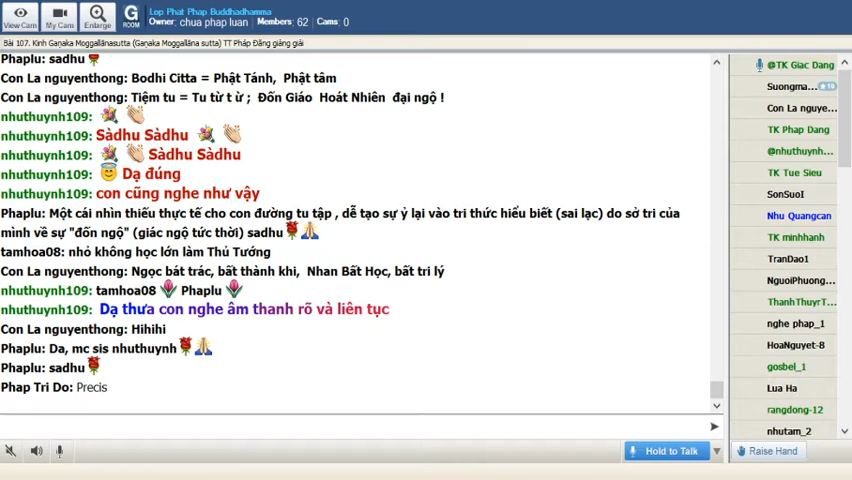 View Cam
My Cam
Enlarge
G
ROOM
Lop Phat Phap Buddhadhamma
Owner: chua phap luan Members: 62 Cams: 0
Bài 107. Kinh Gaṇaka Moggallānasutta (Gaṇaka Moggallāna sutta) TT Pháp Đăng giảng giải
Phaplu: sadhu
Con La nguyenthong: Bodhi Citta = Phật Tánh, Phật tâm
Con La nguyenthong: Tiệm tu = Tu từ t ừ ; Đốn Giáo Hoát Nhiên đại ngộ !
nhuthuynh109:
nhuthuynh109: Sàdhu Sàdhu
nhuthuynh109: Sàdhu Sàdhu
nhuthuynh109: Dạ đúng
nhuthuynh109: con cũng nghe như vậy
Phaplu: Một cái nhìn thiếu thực tế cho con đường tu tập , dễ tạo sự ỷ lại vào tri thức hiểu biết (sai lạc) do sở tri của
mình về sự "đốn ngộ" (giác ngộ tức thời) sadhu
tamhoa08: nhỏ không học lớn làm Thủ Tướng
Con La nguyenthong: Ngọc bát trác, bất thành khi, Nhan Bất Học, bất tri lý
nhuthuynh109: tamhoa08 Phaplu
nhuthuynh109: Dạ thưa con nghe âm thanh rõ và liên tục
Con La nguyenthong: Hihihi
Phaplu: Da, mc sis nhuthuynh
Phaplu: sadhu
Phap Tri Do: Precis
@TK Giac Dang
Suongma... ★10
Con La nguye...
TK Phap Dang
@nhuthuynh...
TK Tue Sieu
SonSuoI
Nhu Quangcan
TK minhhanh
TranDao1
NguoiPhuong...
ThanhThuyrT...
nghe phap_1
HoaNguyet-8
gosbel_1
Lua Ha
rangdong-12
nhutam_2
Hold to Talk
Raise Hand